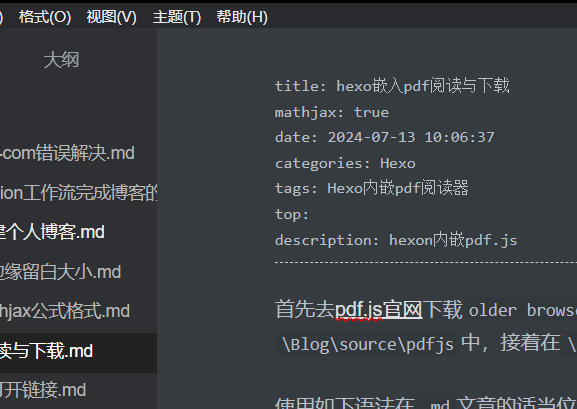 ) 格式(O) 视图(V) 主题(T) 帮助(H)
大纲
-com错误解决.md
ion工作流完成博客的
建个人博客.md
边缘留白大小.md
hjax公式格式.md
读与下载.md
打开链接.md
title: hexo嵌入pdf阅读与下载
mathjax: true
date: 2024-07-13 10:06:37
categories: Hexo
tags: Hexo内嵌pdf阅读器
top:
description: hexon内嵌pdf.js
首先去pdf.js官网下载 older brows
\Blog\source\pdfjs 中，接着在 \
使用如下语法在 .md 文章的适当位